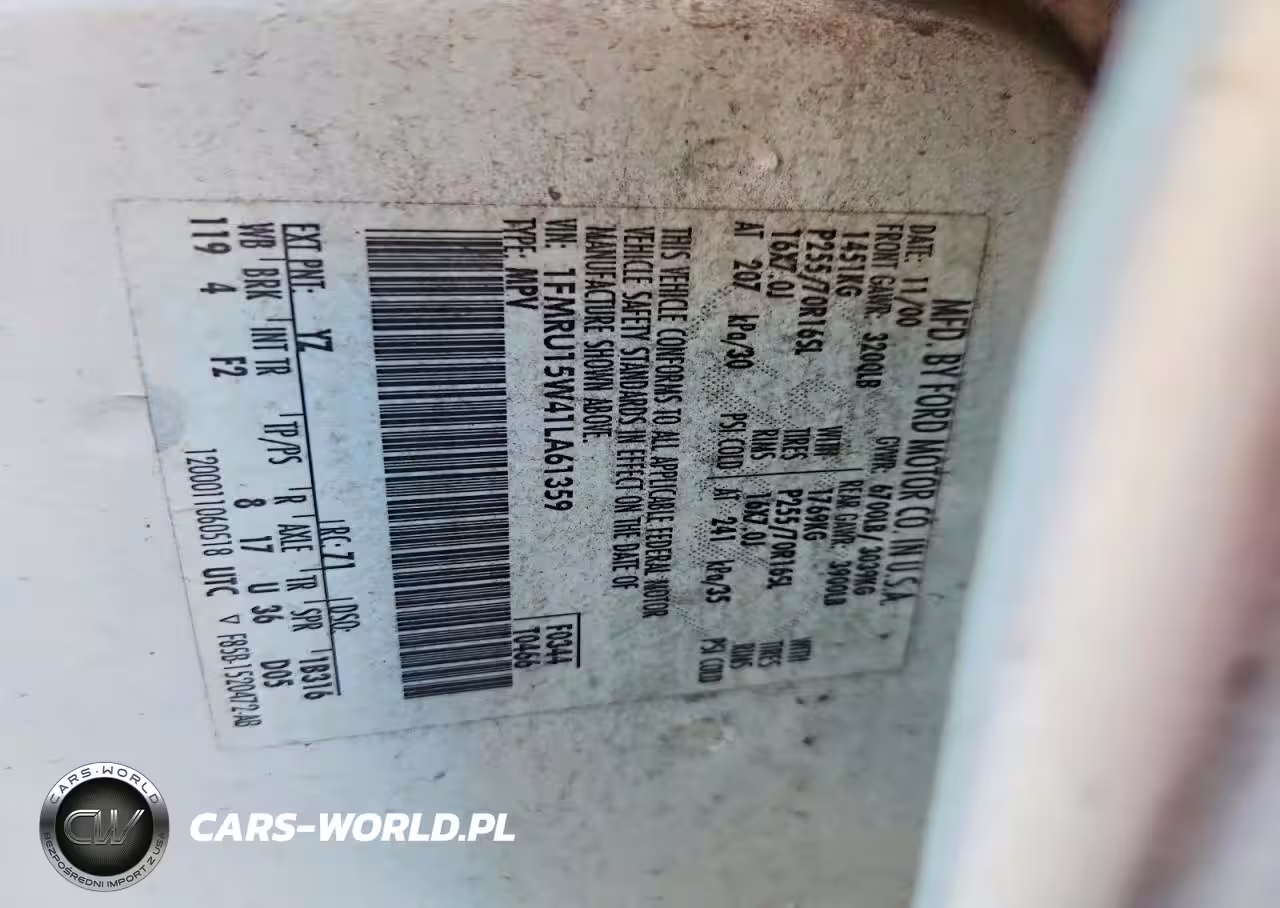 MFD. BY FORD MOTOR CO. IN U.S.A.
DATE: 11/00 GVWR: 6700LB/ 3039KG
FRONT GAWR: 3200LB REAR GAWR: 3900LB
1451KG WITH 1769KG WITH
P255/70R16SL TIRES P255/70R16SL TIRES
16X7.0J RIMS 16X7.0J RIMS
AT 207 kPa/30 PSI COLD AT 241 kPa/35 PSI COLD
THIS VEHICLE CONFORMS TO ALL APPLICABLE FEDERAL MOTOR
VEHICLE SAFETY STANDARDS IN EFFECT ON THE DATE OF
MANUFACTURE SHOWN ABOVE.
VIN: 1FMRU15W41LA61359 F0344
TYPE: MPV T0466
EXT PNT: YZ RC: 71 DSO: 1B316
WB BRK INT TR TP/PS R AXLE TR SPR
119 4 F2 8 17 U 36 D05
1200011060518 UTC ▽ F85B-1520472-AB
CARS-WORLD
CW
BEZPOŚREDNI IMPORT Z USA
CARS-WORLD.PL